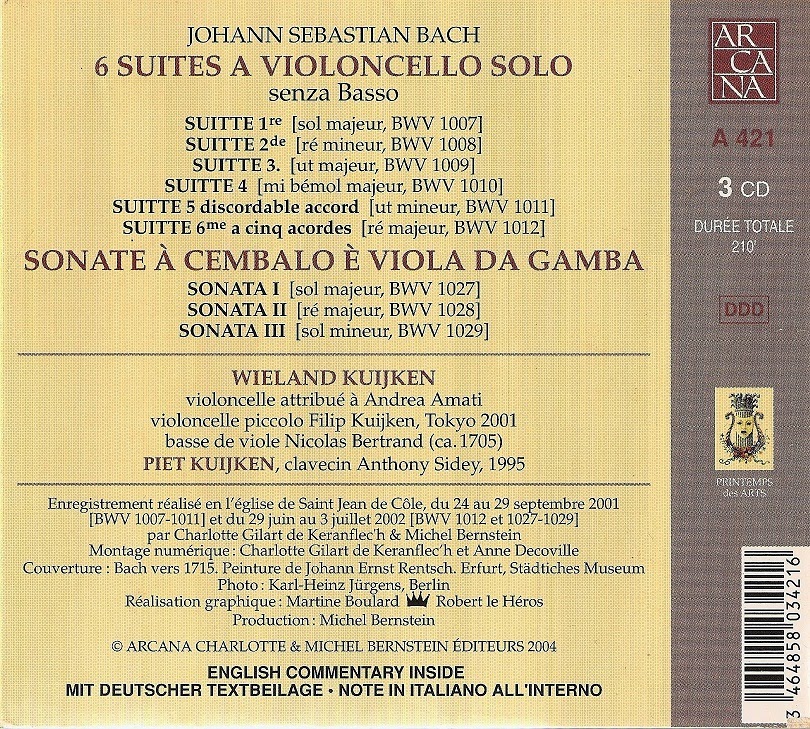 JOHANN SEBASTIAN BACH
6 SUITES A VIOLONCELLO SOLO
senza Basso
SUITTE 1re [sol majeur, BWV 1007]
SUITTE 2de [ré mineur, BWV 1008]
SUITTE 3. [ut majeur, BWV 1009]
SUITTE 4 [mi bémol majeur, BWV 1010]
SUITTE 5 discordable accord [ut mineur, BWV 1011]
SUITTE 6me a cinq acordes [ré majeur, BWV 1012]
SONATE À CEMBALO È VIOLA DA GAMBA
SONATA I [sol majeur, BWV 1027]
SONATA II [ré majeur, BWV 1028]
SONATA III [sol mineur, BWV 1029]
WIELAND KUIJKEN
violoncelle attribué à Andrea Amati
violoncelle piccolo Filip Kuijken, Tokyo 2001
basse de viole Nicolas Bertrand (ca. 1705)
PIET KUIJKEN, clavecin Anthony Sidey, 1995
Enregistrement réalisé en l'église de Saint Jean de Côle, du 24 au 29 septembre 2001
[BWV 1007-1011] et du 29 juin au 3 juillet 2002 [BWV 1012 et 1027-1029]
par Charlotte Gilart de Keranflec'h & Michel Bernstein
Montage numérique : Charlotte Gilart de Keranflec'h et Anne Decoville
Couverture : Bach vers 1715. Peinture de Johann Ernst Rentsch. Erfurt, Städtiches Museum
Photo : Karl-Heinz Jürgens, Berlin
Réalisation graphique : Martine Boulard Robert le Héros
Production : Michel Bernstein
© ARCANA CHARLOTTE & MICHEL BERNSTEIN ÉDITEURS 2004
ENGLISH COMMENTARY INSIDE
MIT DEUTSCHER TEXTBEILAGE • NOTE IN ITALIANO ALL'INTERNO
AR
CA
NA
A 421
3 CD
DURÉE TOTALE
210'
DDD
PRINTEMPS
des ARTS
3 464858 034216